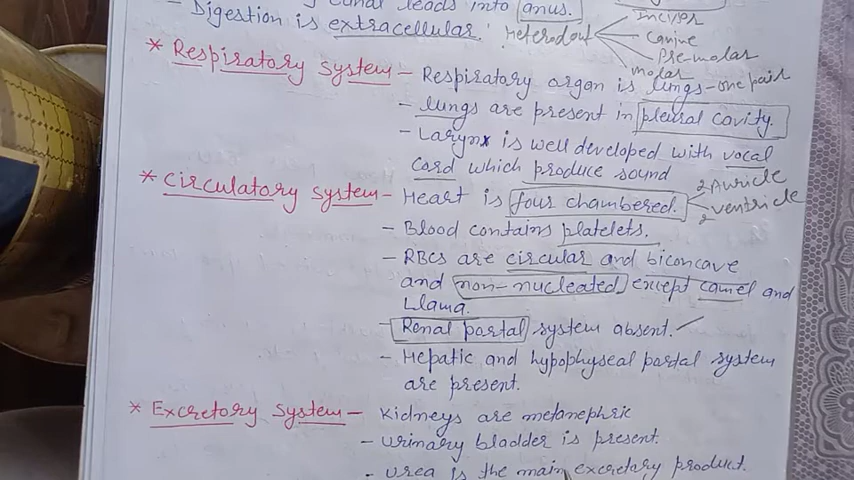 canal leads into anus.
- Digestion is extracellular. Heterodont
Incisor
Canine
Pre-molar
molar
* Respiratory System - Respiratory organ is lungs - one pair
- lungs are present in pleural cavity.
- Larynx is well developed with vocal
cord which produce sound
* Circulatory System - Heart is four chambered.
2 Auricle
2 ventricle
- Blood contains platelets.
- RBCs are circular and biconcave
and non-nucleated except camel and
Llama.
- Renal partal system absent.
- Hepatic and hypophyseal partal system
are present.
* Excretory System - Kidneys are metanephric
- Urinary bladder is present.
- Urea is the main excretary product.